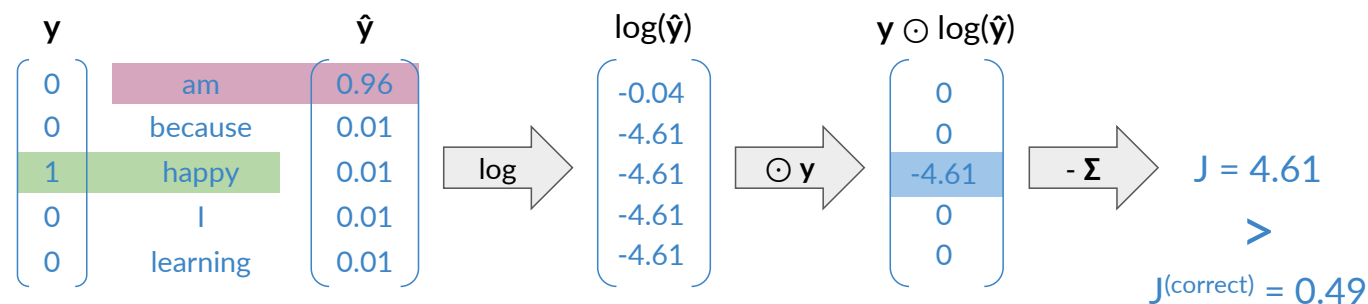 y ŷ log(ŷ) y ⊙ log(ŷ)
0 am 0.96 -0.04 0
0 because 0.01 -4.61 0
1 happy 0.01 log -4.61 ⊙ y -4.61 - Σ J = 4.61
0 I 0.01 -4.61 0 >
0 learning 0.01 -4.61 0
J(correct) = 0.49